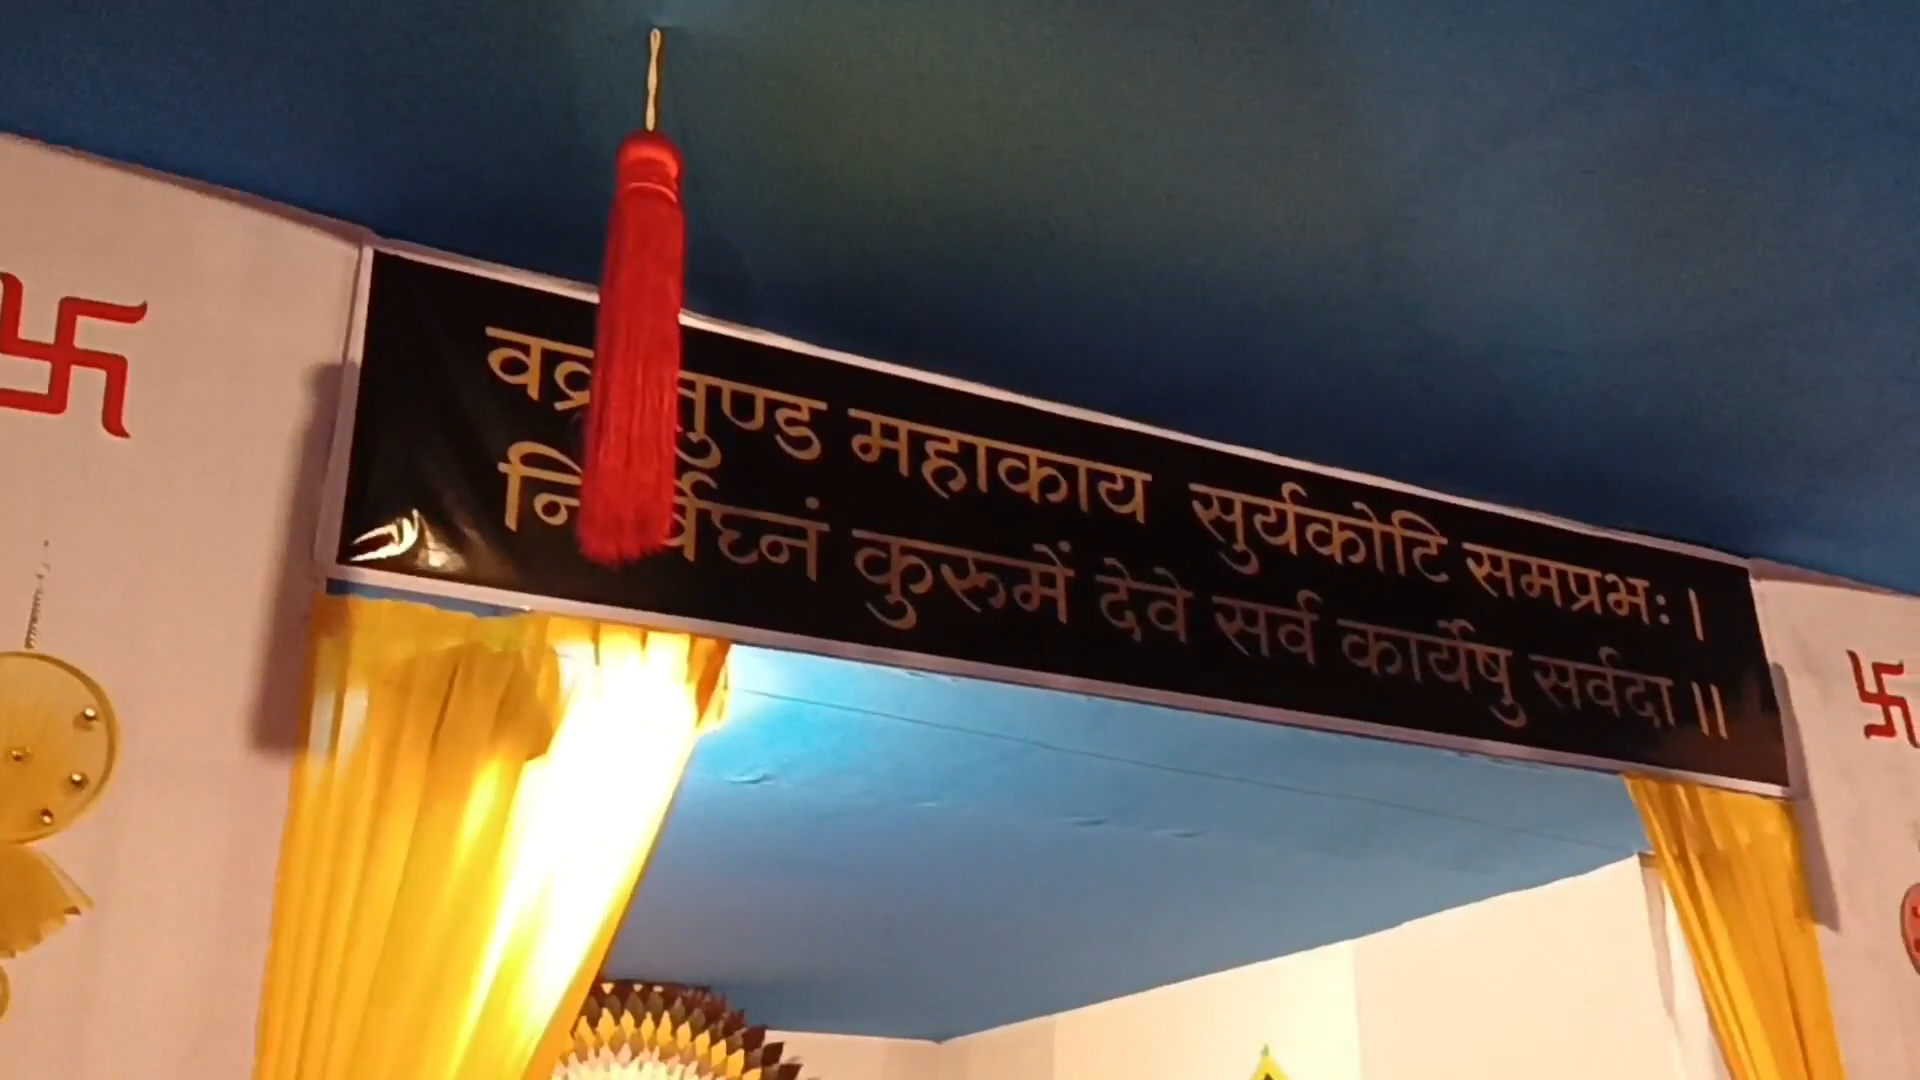 वक्रतुण्ड महाकाय सुर्यकोटि समप्रभः ।
निर्विघ्नं कुरुमें देवे सर्व कार्येषु सर्वदा ॥